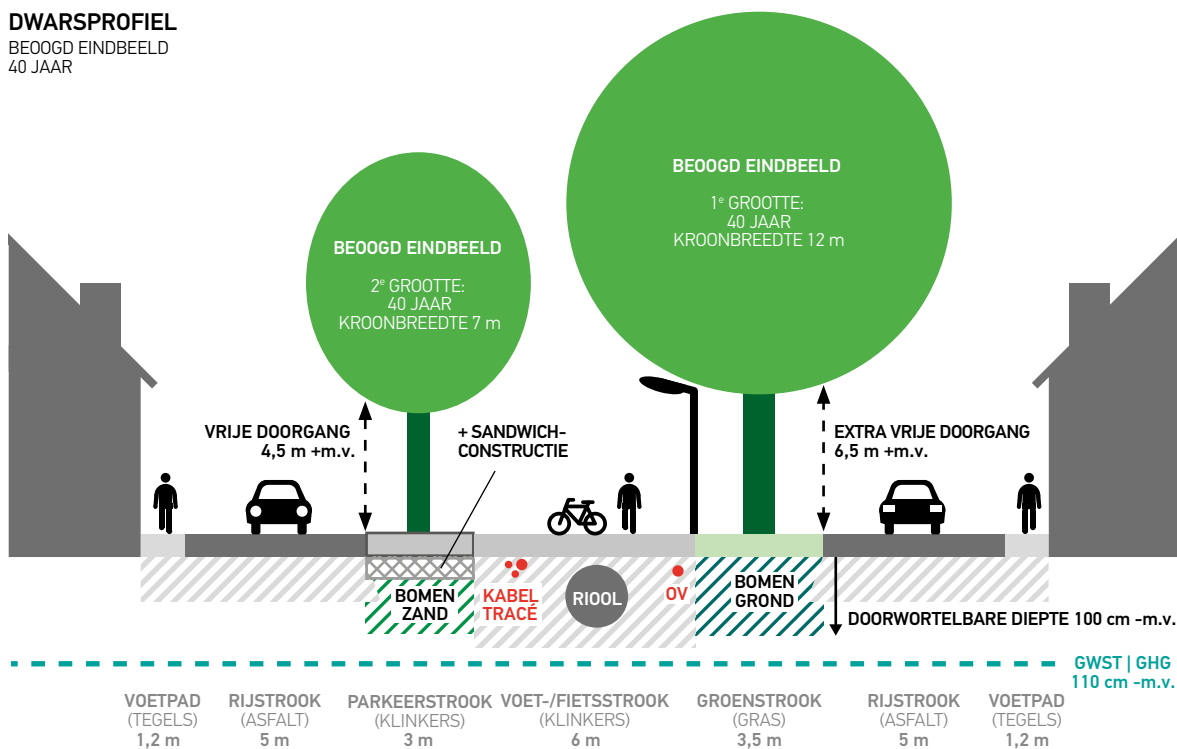 DWARSPROFIEL
BEOOGD EINDBEELD
40 JAAR
BEOOGD EINDBEELD
2e GROOTTE:
40 JAAR
KROONBREEDTE 7 m
BEOOGD EINDBEELD
1e GROOTTE:
40 JAAR
KROONBREEDTE 12 m
VRIJE DOORGANG
4,5 m +m.v.
+ SANDWICH-
CONSTRUCTIE
EXTRA VRIJE DOORGANG
6,5 m +m.v.
BOMEN
ZAND
KABEL
TRACÉ
RIOOL
OV
BOMEN
GROND
DOORWORTELBARE DIEPTE 100 cm -m.v.
GWST | GHG
110 cm -m.v.
VOETPAD
(TEGELS)
1,2 m
RIJSTROOK
(ASFALT)
5 m
PARKEERSTROOK
(KLINKERS)
3 m
VOET-/FIETSSTROOK
(KLINKERS)
6 m
GROENSTROOK
(GRAS)
3,5 m
RIJSTROOK
(ASFALT)
5 m
VOETPAD
(TEGELS)
1,2 m